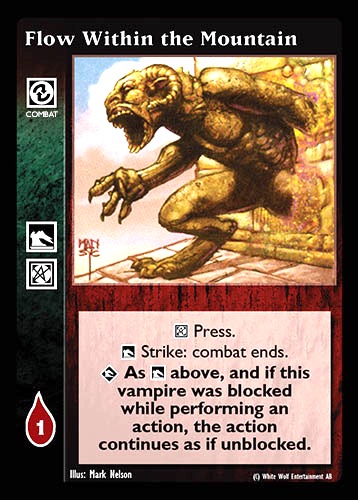 Flow Within the Mountain
COMBAT
1
Press.
Strike: combat ends.
As above, and if this
vampire was blocked
while performing an
action, the action
continues as if unblocked.
Illus: Mark Nelson
(C) White Wolf Entertainment AB